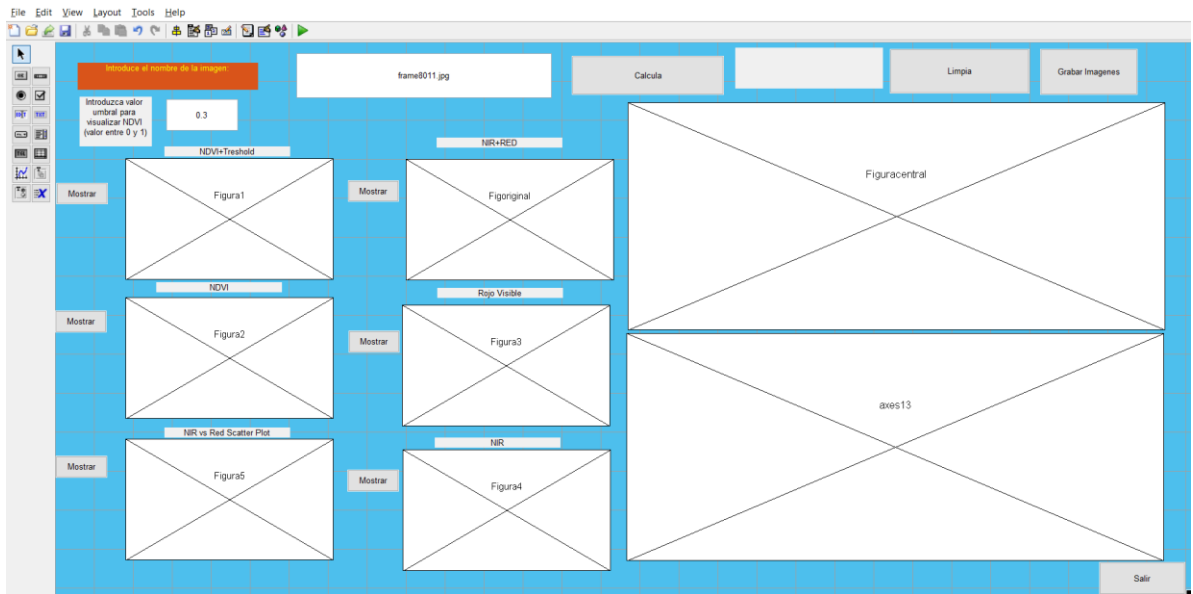 File Edit View Layout Tools Help
Introduce el nombre de la imagen:
frame8011.jpg
Calcula
Limpia
Grabar Imagenes
Introduzca valor
umbral para
visualizar NDVI
(valor entre 0 y 1)
0.3
NDVI+Treshold
NIR+RED
Mostrar
Figura1
Mostrar
Figoriginal
Figuracentral
NDVI
Rojo Visible
Mostrar
Figura2
Mostrar
Figura3
axes13
NIR vs Red Scatter Plot
NIR
Mostrar
Figura5
Mostrar
Figura4
Salir